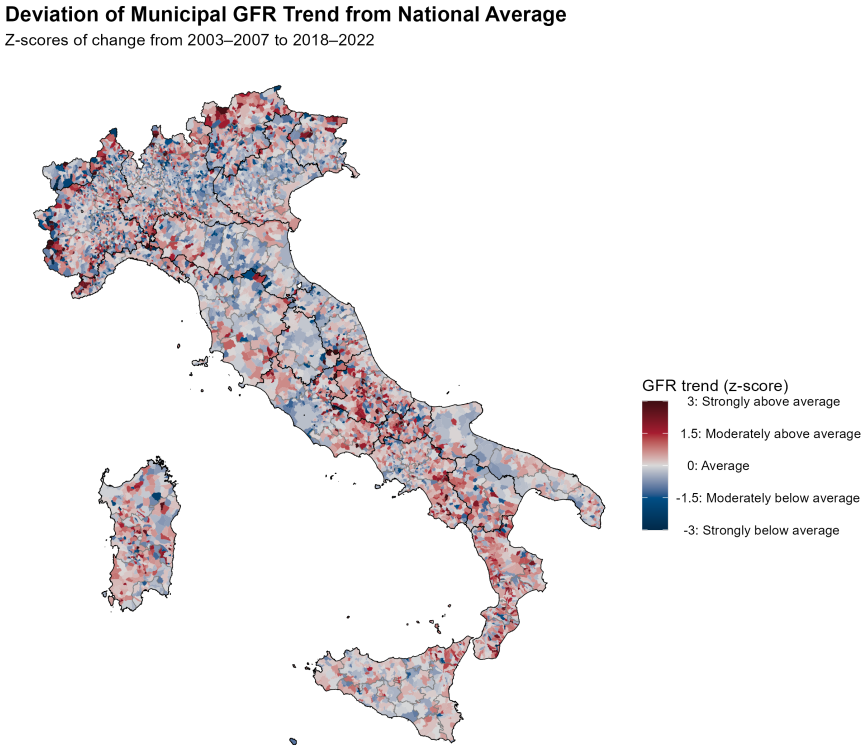 Deviation of Municipal GFR Trend from National Average
Z-scores of change from 2003–2007 to 2018–2022
GFR trend (z-score)
3: Strongly above average
1.5: Moderately above average
0: Average
-1.5: Moderately below average
-3: Strongly below average